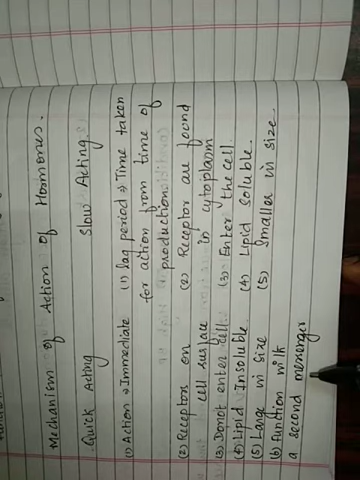 Mechanism of Action of Hormones.
Quick Acting Slow Acting.
(1) Action → Immediate (1) lag period → Time taken
for action from time of
production
(2) Receptors on (2) Receptor are foond
cell surface in cytoplasm
(3) Donot enter cell. (3) Enter the cell.
(4) Lipid Insoluble. (4) Lipid soluble.
(5) Large in size (5) Smaller in size.
(6) Function wilk
a second messenger